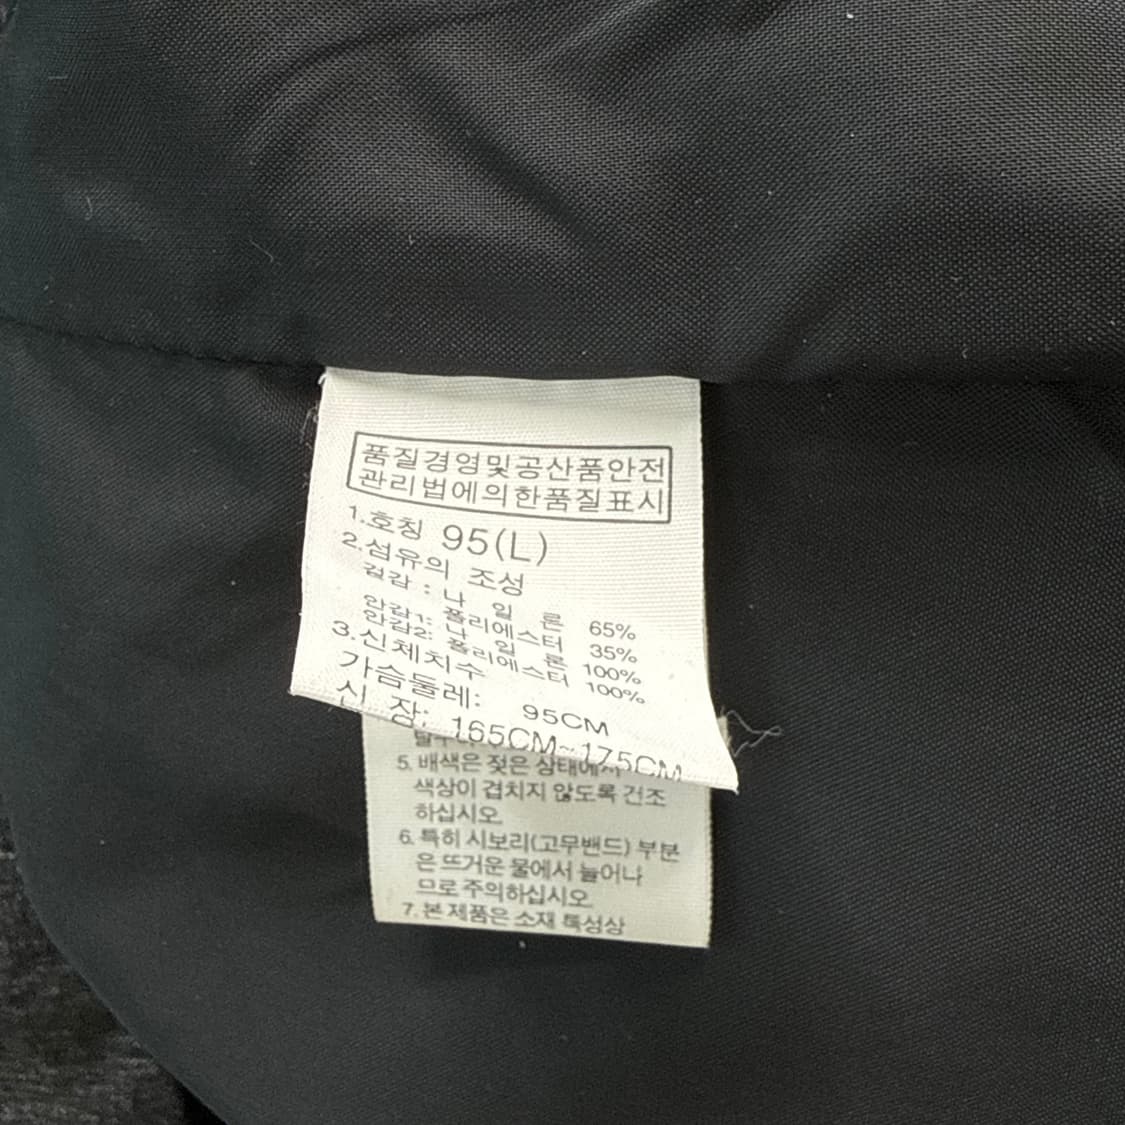 품질경영및공산품안전
관리법에의한품질표시
1.호칭 95(L)
2.섬유의 조성
겉감 : 나 일 론 65%
폴리에스터 35%
안감1: 나 일 론 100%
안감2: 폴리에스터 100%
3.신체치수
가슴둘레: 95CM
신 장: 165CM~175CM
5. 배색은 젖은 상태에서
색상이 겹치지 않도록 건조
하십시오.
6. 특히 시보리(고무밴드) 부분
은 뜨거운 물에서 늘어나
므로 주의하십시오.
7. 본 제품은 소재 특성상